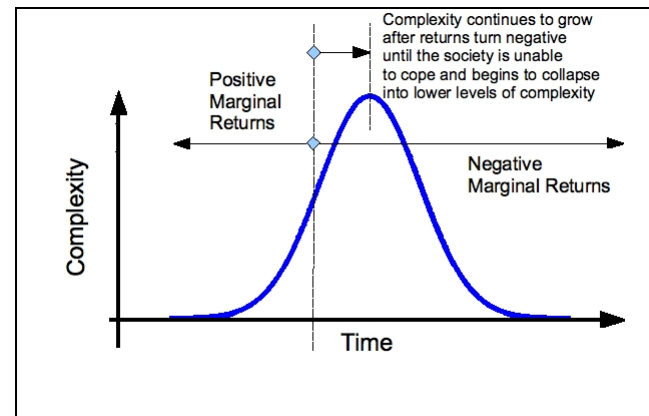 Complexity continues to grow
after returns turn negative
until the society is unable
to cope and begins to collapse
into lower levels of complexity
Positive
Marginal
Returns
Negative
Marginal Returns
Complexity
Time